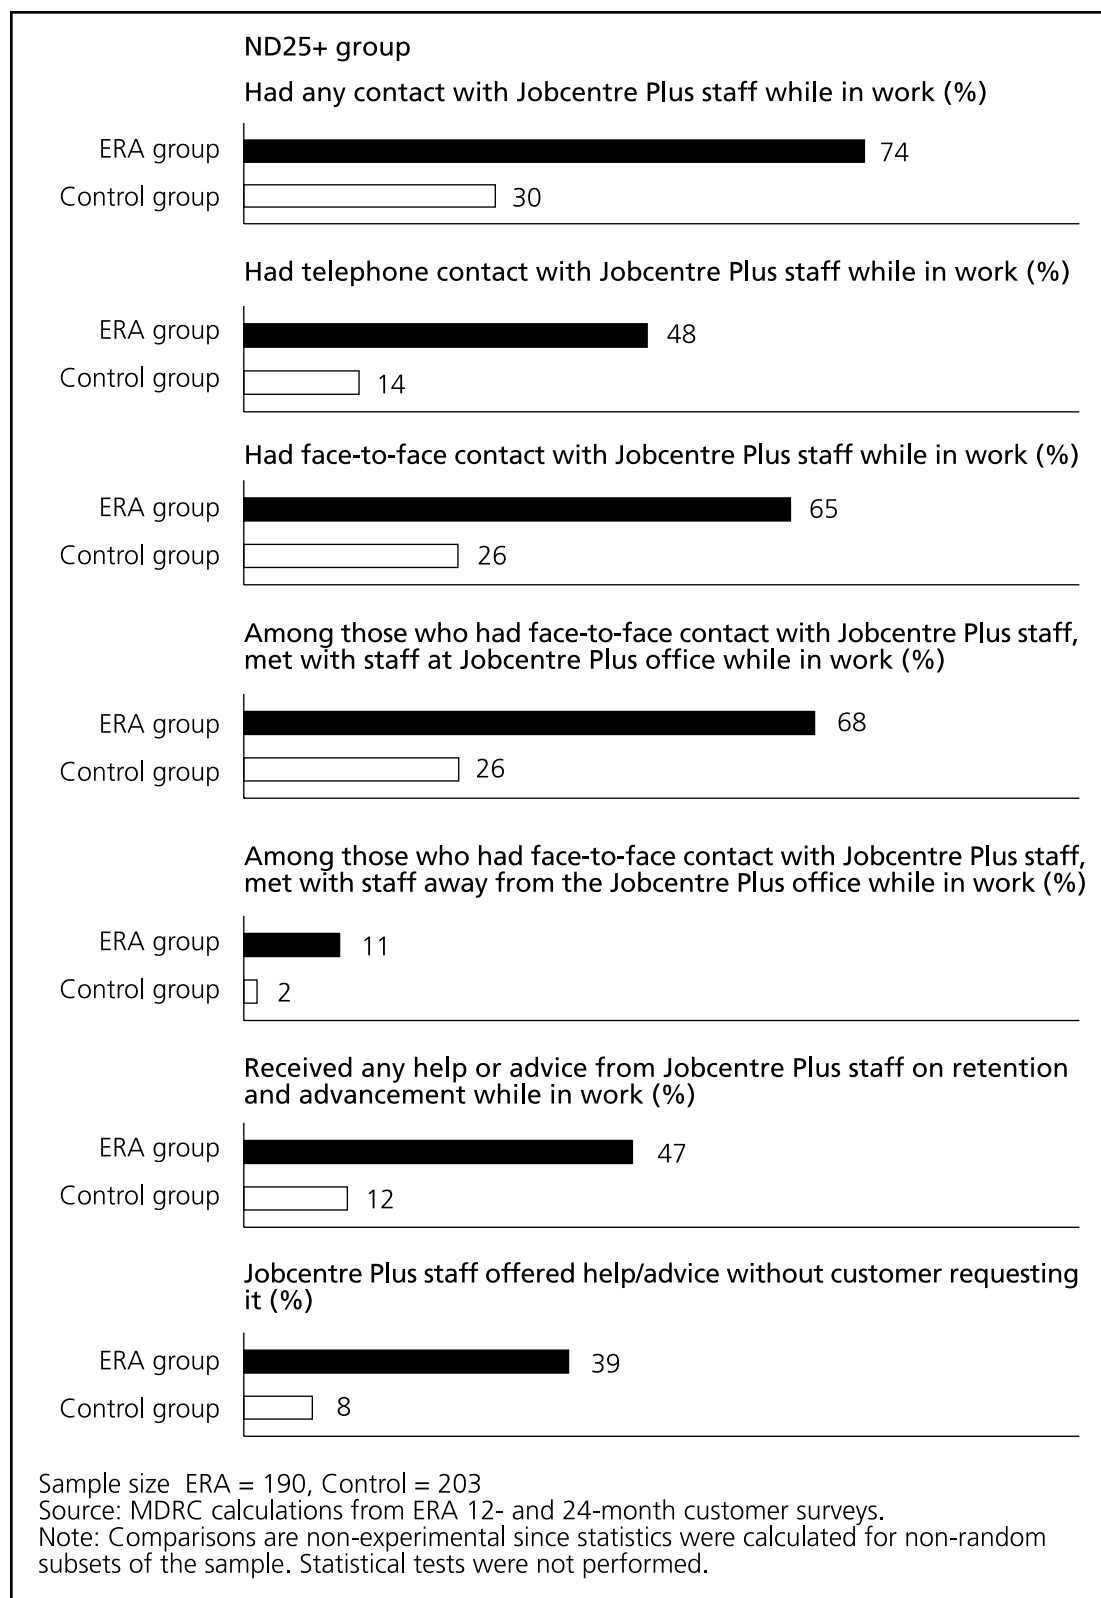 ND25+ group
Had any contact with Jobcentre Plus staff while in work (%)
ERA group 74
Control group 30
Had telephone contact with Jobcentre Plus staff while in work (%)
ERA group 48
Control group 14
Had face-to-face contact with Jobcentre Plus staff while in work (%)
ERA group 65
Control group 26
Among those who had face-to-face contact with Jobcentre Plus staff,
met with staff at Jobcentre Plus office while in work (%)
ERA group 68
Control group 26
Among those who had face-to-face contact with Jobcentre Plus staff,
met with staff away from the Jobcentre Plus office while in work (%)
ERA group 11
Control group 2
Received any help or advice from Jobcentre Plus staff on retention
and advancement while in work (%)
ERA group 47
Control group 12
Jobcentre Plus staff offered help/advice without customer requesting
it (%)
ERA group 39
Control group 8
Sample size ERA = 190, Control = 203
Source: MDRC calculations from ERA 12- and 24-month customer surveys.
Note: Comparisons are non-experimental since statistics were calculated for non-random
subsets of the sample. Statistical tests were not performed.